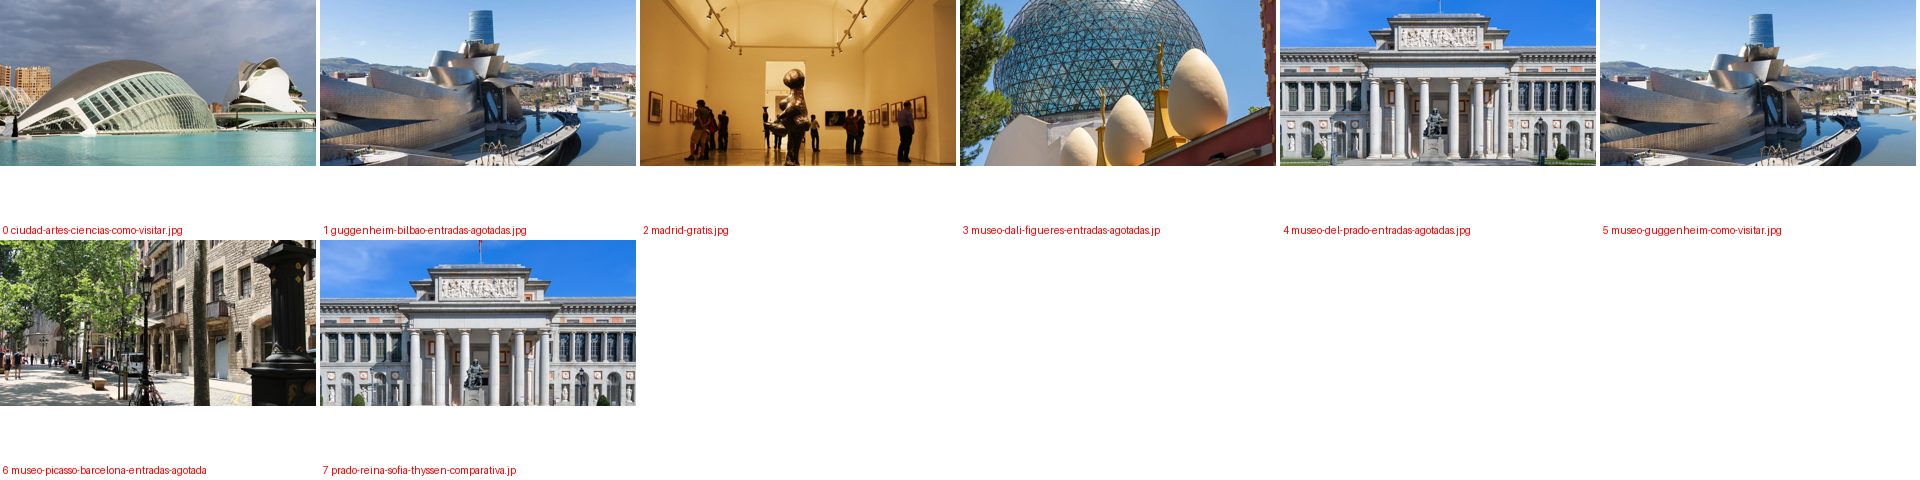 0 ciudad-artes-ciencias-como-visitar.jpg
1 guggenheim-bilbao-entradas-agotadas.jpg
2 madrid-gratis.jpg
3 museo-dali-figueres-entradas-agotadas.jp
4 museo-del-prado-entradas-agotadas.jpg
5 museo-guggenheim-como-visitar.jpg
6 museo-picasso-barcelona-entradas-agotada
7 prado-reina-sofia-thyssen-comparativa.jp